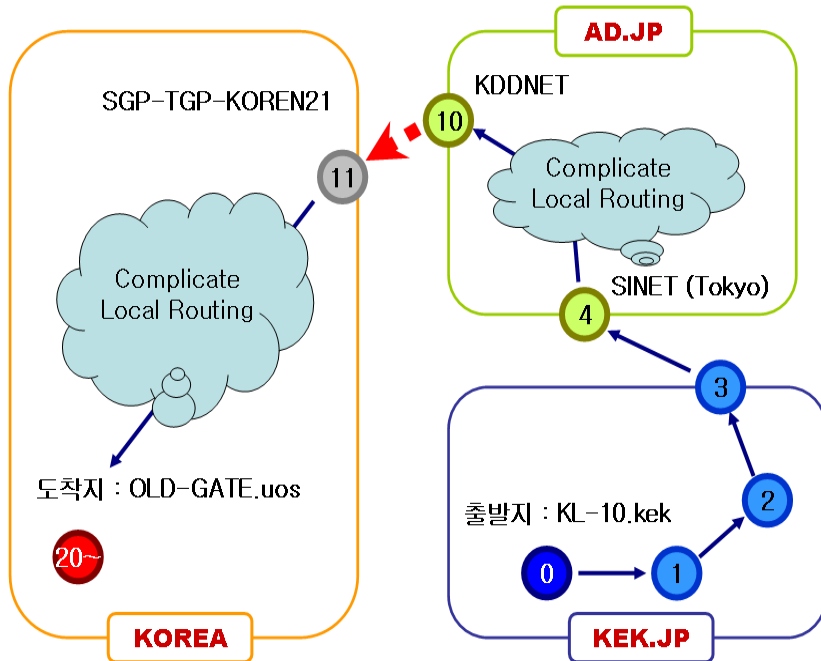 AD.JP
KDDNET
10
Complicate
Local Routing
SINET (Tokyo)
4
SGP-TGP-KOREN21
11
Complicate
Local Routing
도착지 : OLD-GATE.uos
20~
KOREA
3
2
출발지 : KL-10.kek
0
1
KEK.JP